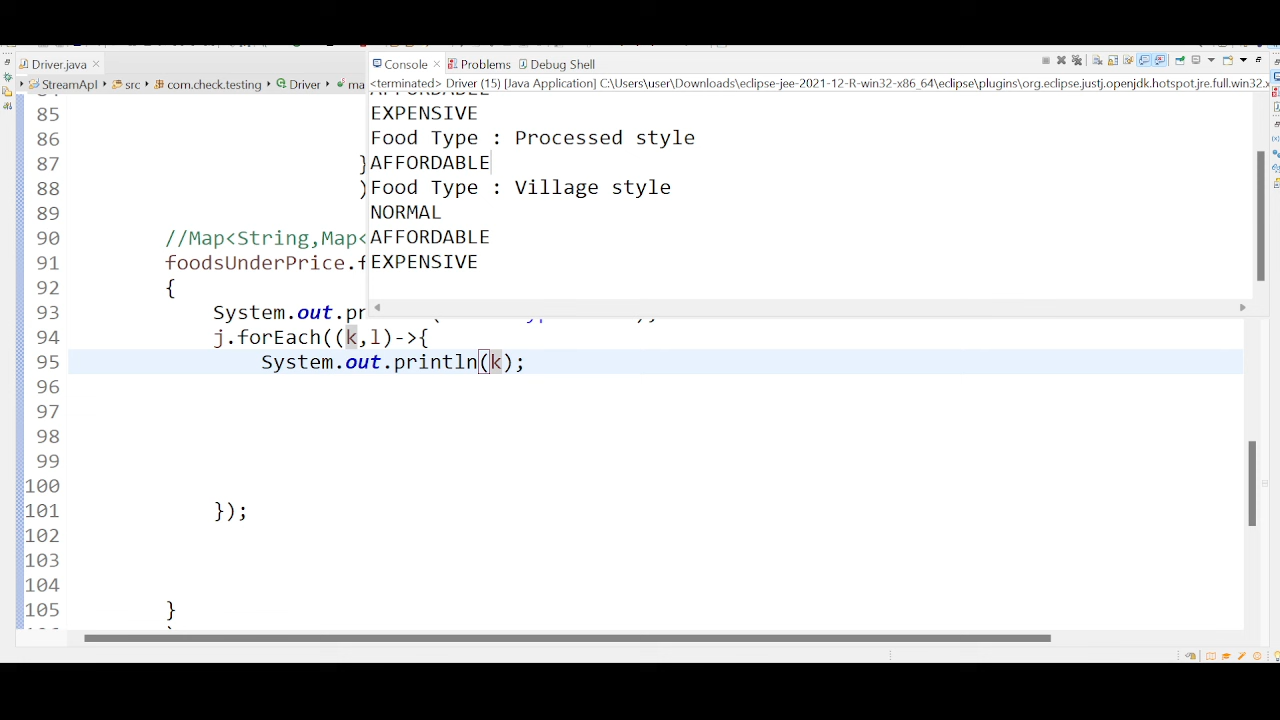 Driver.java
Console
Problems
Debug Shell
StreamApI
src
com.check.testing
Driver
ma
<terminated> Driver (15) [Java Application] C:\Users\user\Downloads\eclipse-jee-2021-12-R-win32-x86_64\eclipse\plugins\org.eclipse.justj.openjdk.hotspot.jre.full.win32.x
85
EXPENSIVE
86
Food Type : Processed style
87 }
AFFORDABLE
88 )
Food Type : Village style
89
NORMAL
90 //Map<String,Map<
AFFORDABLE
91 foodsUnderPrice.f
EXPENSIVE
92 {
93 System.out.pr
94 j.forEach((k,l)->{
95 System.out.println(k);
96
97
98
99
100
101 });
102
103
104
105 }